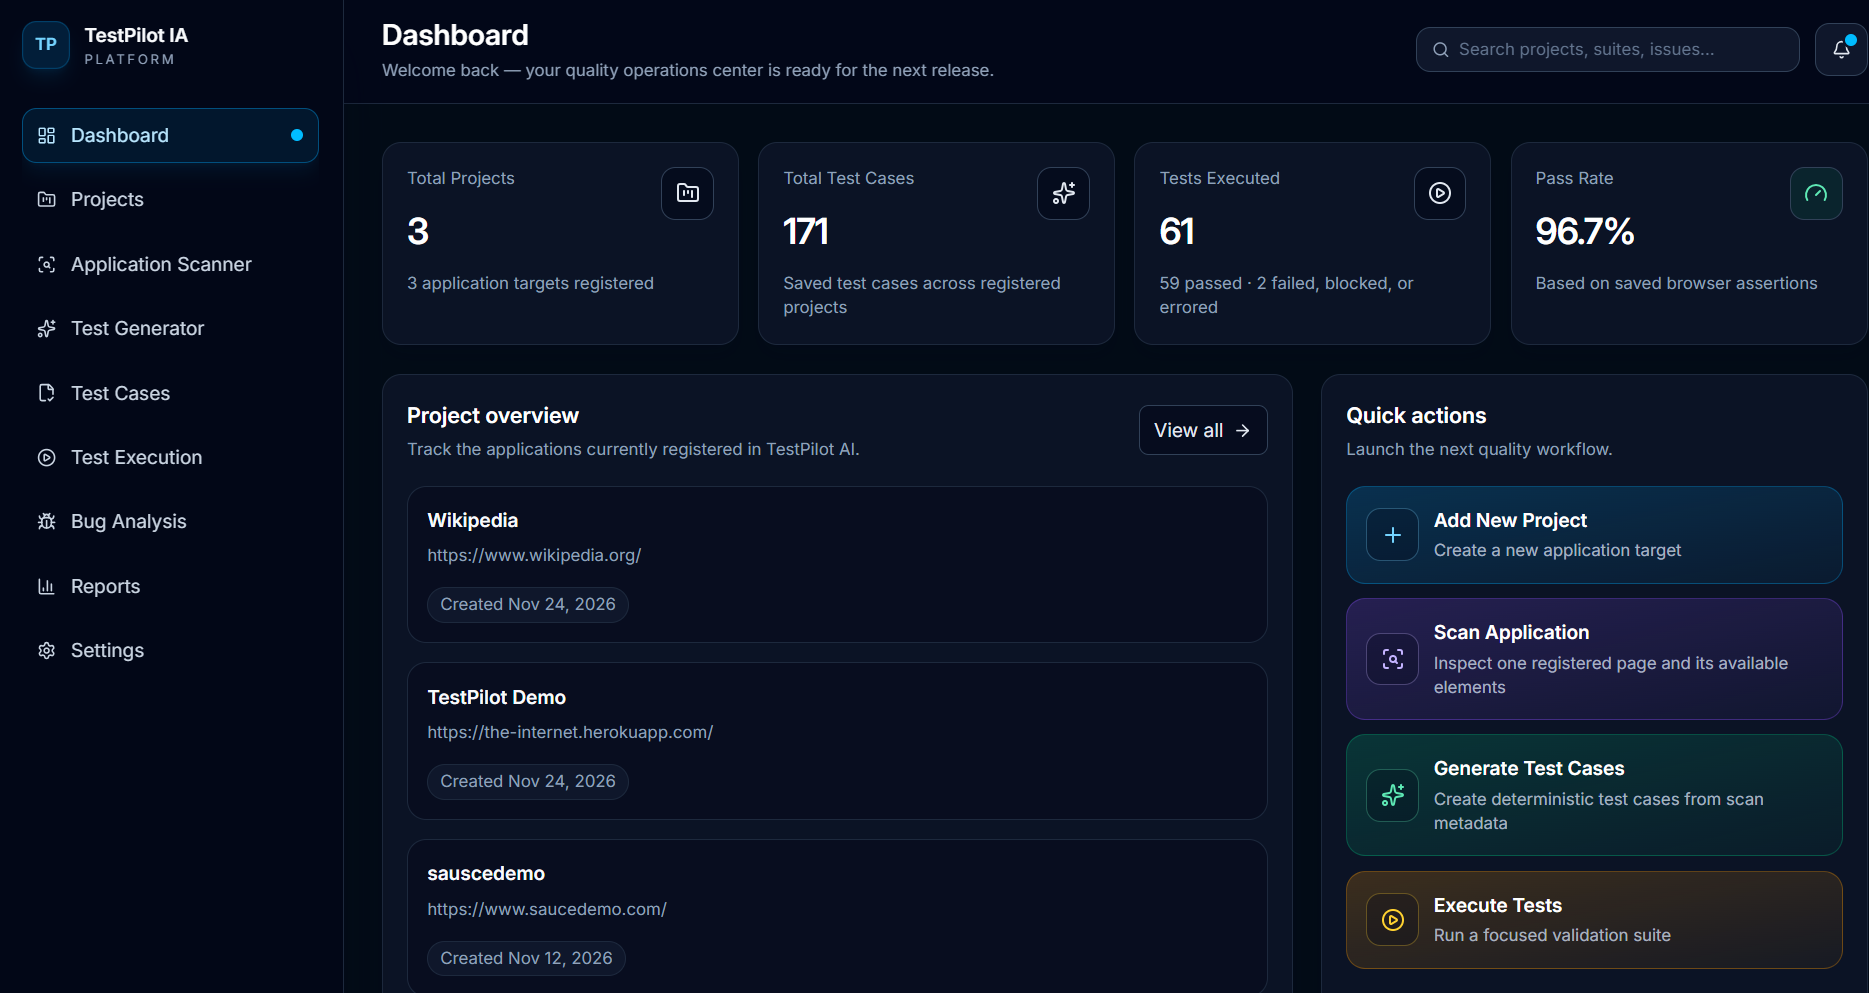 TP
TestPilot IA
PLATFORM
Dashboard
Projects
Application Scanner
Test Generator
Test Cases
Test Execution
Bug Analysis
Reports
Settings
Dashboard
Welcome back — your quality operations center is ready for the next release.
Search projects, suites, issues...
Total Projects
3
3 application targets registered
Total Test Cases
171
Saved test cases across registered
projects
Tests Executed
61
59 passed · 2 failed, blocked, or
errored
Pass Rate
96.7%
Based on saved browser assertions
Project overview
Track the applications currently registered in TestPilot AI.
View all
Wikipedia
https://www.wikipedia.org/
Created Nov 24, 2026
TestPilot Demo
https://the-internet.herokuapp.com/
Created Nov 24, 2026
sauscedemo
https://www.saucedemo.com/
Created Nov 12, 2026
Quick actions
Launch the next quality workflow.
Add New Project
Create a new application target
Scan Application
Inspect one registered page and its available
elements
Generate Test Cases
Create deterministic test cases from scan
metadata
Execute Tests
Run a focused validation suite